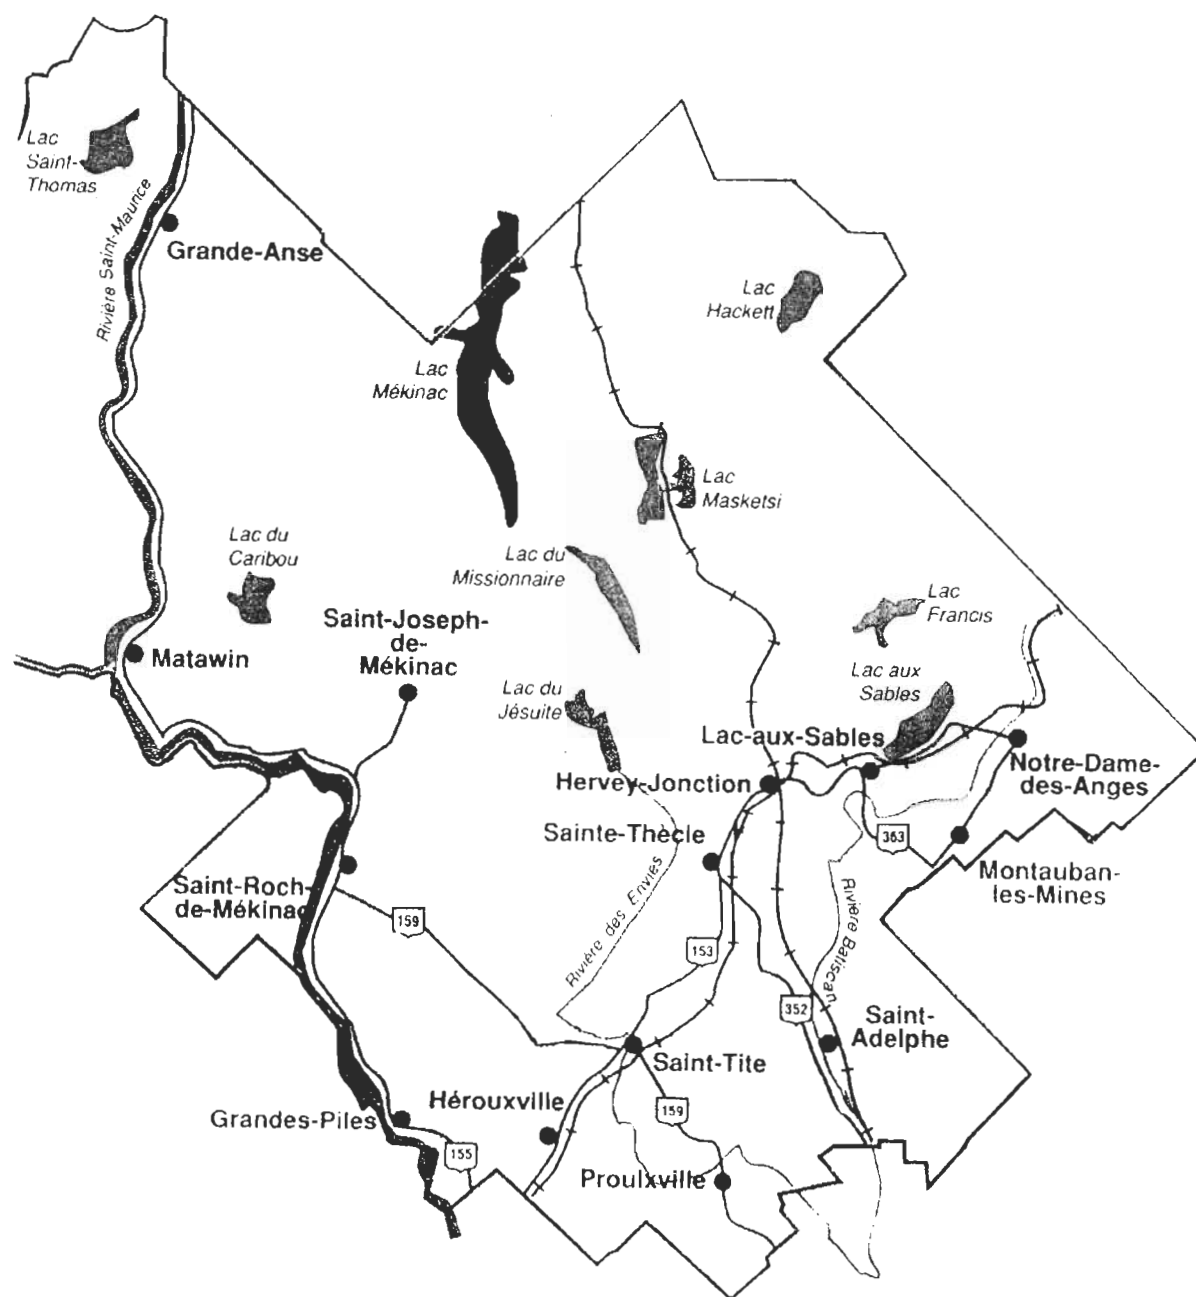 Lac
Saint-
Thomas
Rivière Saint-Maurice
Grande-Anse
Lac
Hackett
Lac
Mékinac
Lac
Masketsi
Lac du
Caribou
Lac du
Missionnaire
Lac
Francis
Saint-Joseph-
de-
Mékinac
Matawin
Lac aux
Sables
Lac du
Jésuite
Lac-aux-Sables
Hervey-Jonction
Notre-Dame-
des-Anges
Sainte-Thècle
363
Montauban-
les-Mines
Saint-Roch-
de-Mékinac
159
Rivière des Envies
Rivière Batiscan
153
352
Saint-
Adelphe
Saint-Tite
Hérouxville
159
Grandes-Piles
155
Proulxville